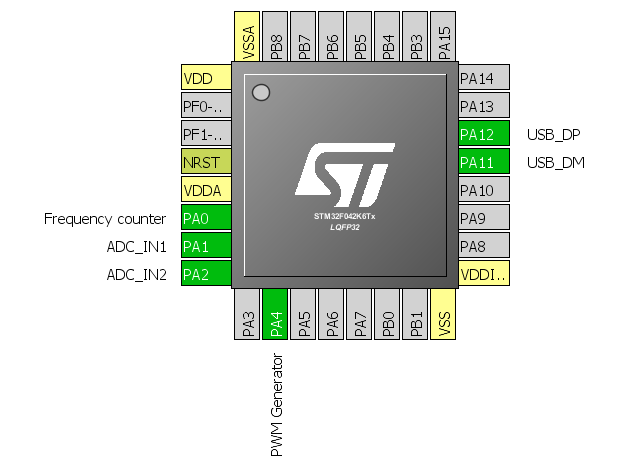 VSSA
PB8
PB7
PB6
PB5
PB4
PB3
PA15
VDD
PF0-..
PF1-..
NRST
VDDA
Frequency counter PA0
ADC_IN1 PA1
ADC_IN2 PA2
STM32F042K6Tx
LQFP32
PA14
PA13
PA12 USB_DP
PA11 USB_DM
PA10
PA9
PA8
VDDI..
PA3
PA4
PA5
PA6
PA7
PB0
PB1
VSS
PWM Generator